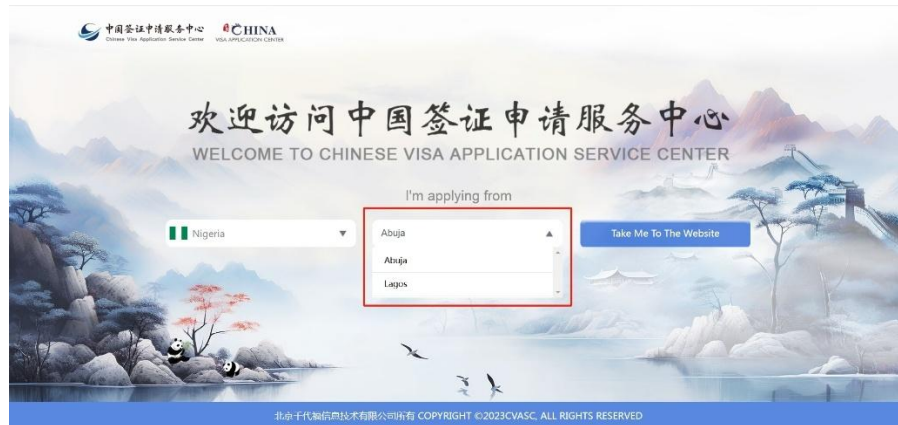 中国签证申请服务中心
Chinese Visa Application Service Center
CHINA
VISA APPLICATION CENTER
欢迎访问中国签证申请服务中心
WELCOME TO CHINESE VISA APPLICATION SERVICE CENTER
I'm applying from
Nigeria
Abuja
Take Me To The Website
Abuja
Lagos
北京千代福信息技术有限公司所有 COPYRIGHT ©2023CVASC, ALL RIGHTS RESERVED